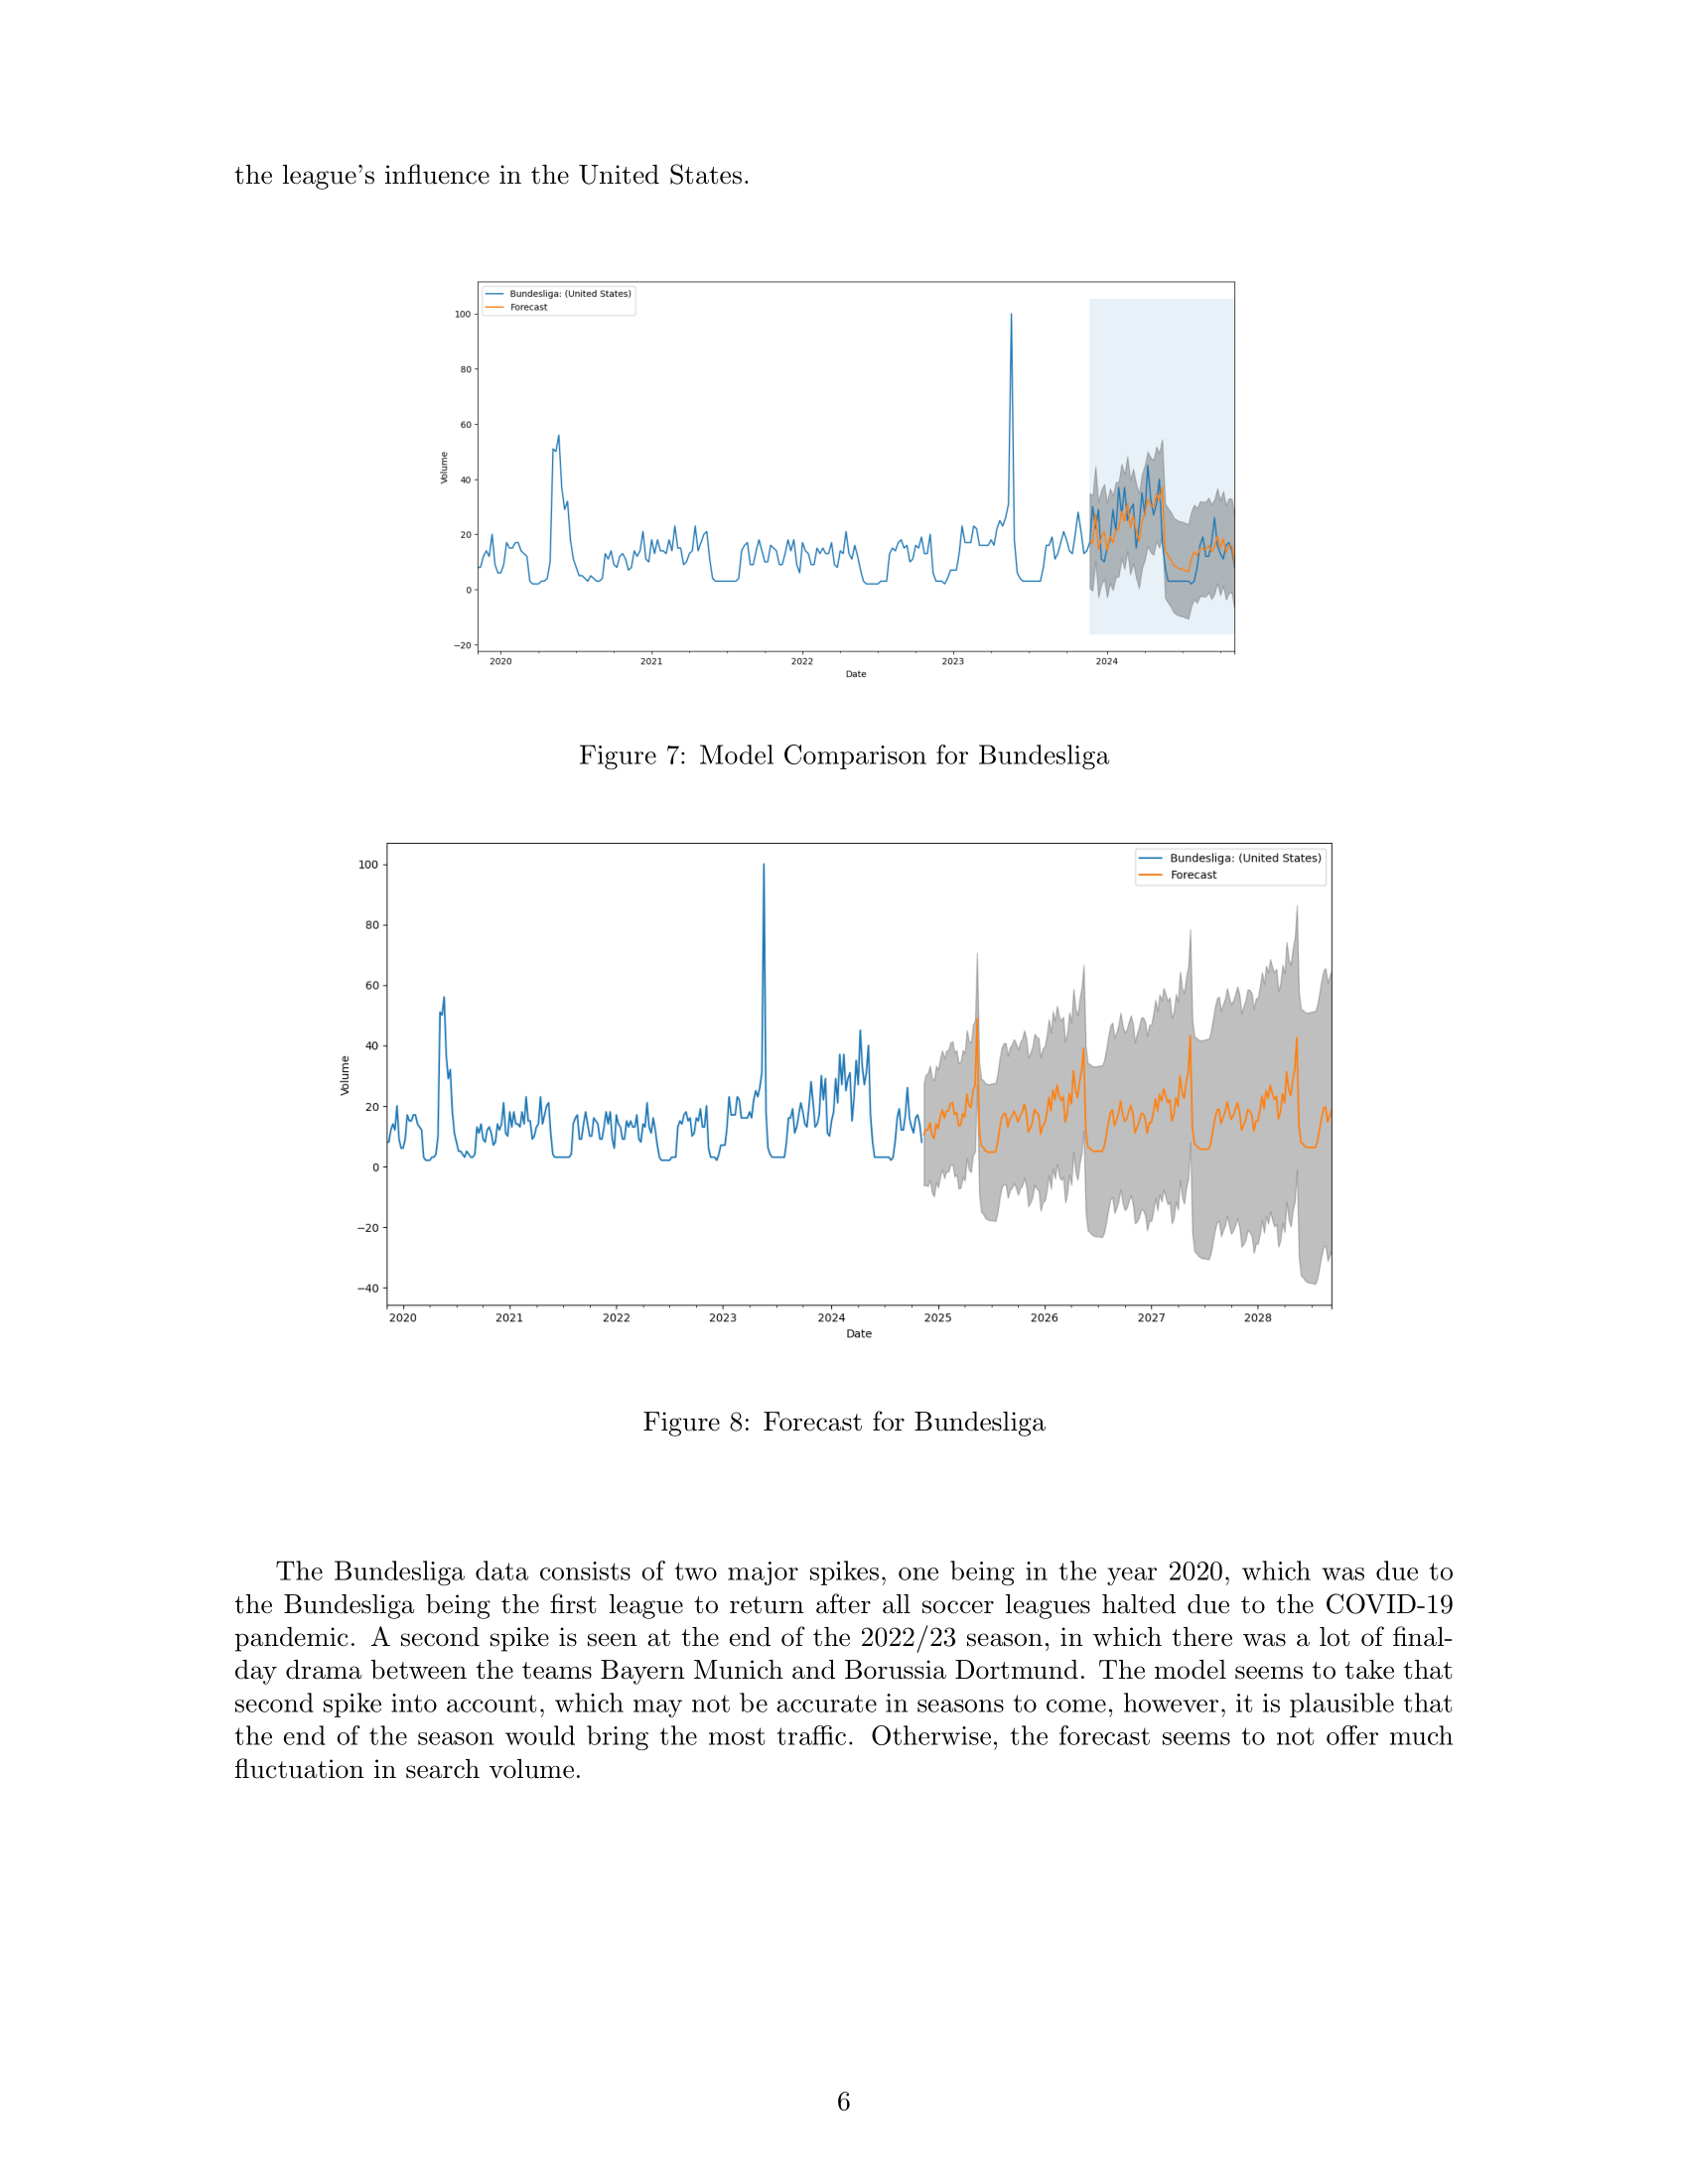 the league's influence in the United States.
Bundesliga: (United States)
Forecast
100
80
60
40
20
0
−20
Volume
2020 2021 2022 2023 2024
Date
Figure 7: Model Comparison for Bundesliga
Bundesliga: (United States)
Forecast
100
80
60
40
20
0
−20
−40
Volume
2020 2021 2022 2023 2024 2025 2026 2027 2028
Date
Figure 8: Forecast for Bundesliga
The Bundesliga data consists of two major spikes, one being in the year 2020, which was due to
the Bundesliga being the first league to return after all soccer leagues halted due to the COVID-19
pandemic. A second spike is seen at the end of the 2022/23 season, in which there was a lot of final-
day drama between the teams Bayern Munich and Borussia Dortmund. The model seems to take that
second spike into account, which may not be accurate in seasons to come, however, it is plausible that
the end of the season would bring the most traffic. Otherwise, the forecast seems to not offer much
fluctuation in search volume.
6